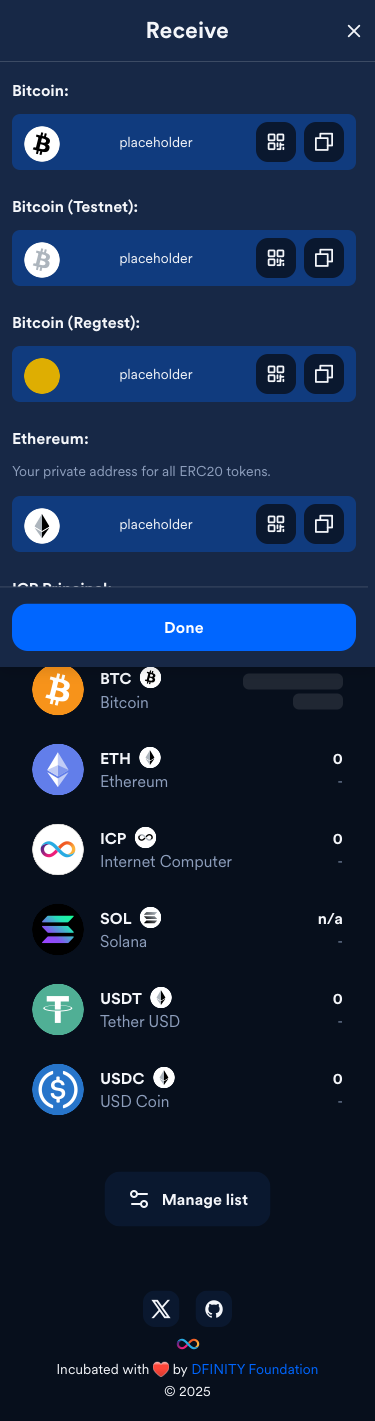 Receive
Bitcoin:
placeholder
Bitcoin (Testnet):
placeholder
Bitcoin (Regtest):
placeholder
Ethereum:
Your private address for all ERC20 tokens.
placeholder
ICP Principal:
Done
BTC
Bitcoin
ETH 0
Ethereum -
ICP 0
Internet Computer -
SOL n/a
Solana -
USDT 0
Tether USD -
USDC 0
USD Coin -
Manage list
Incubated with ❤️ by DFINITY Foundation
© 2025